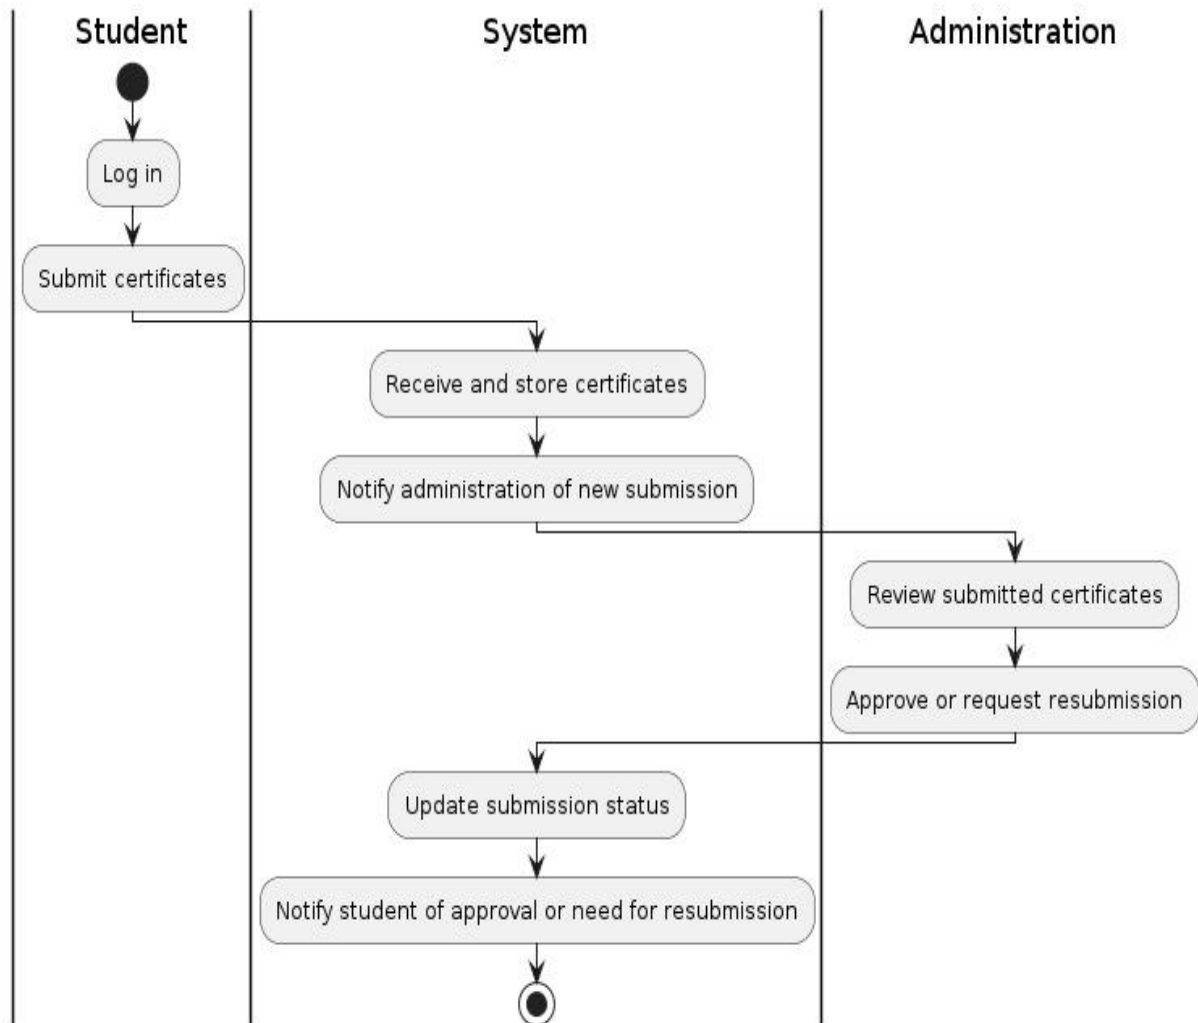 Student
System
Administration
Log in
Submit certificates
Receive and store certificates
Notify administration of new submission
Review submitted certificates
Approve or request resubmission
Update submission status
Notify student of approval or need for resubmission